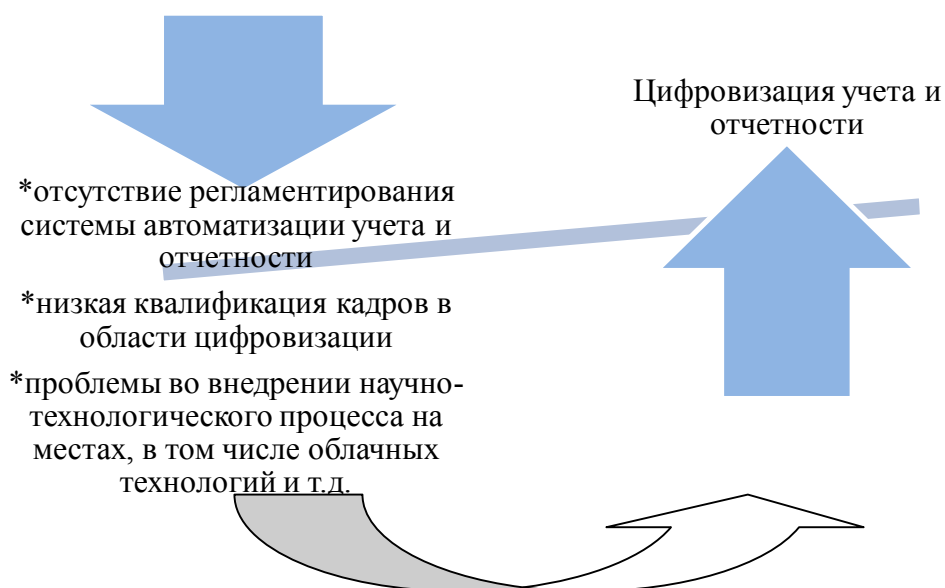 Цифровизация учета и
отчетности
*отсутствие регламентирования
системы автоматизации учета и
отчетности
*низкая квалификация кадров в
области цифровизации
*проблемы во внедрении научно-
технологического процесса на
местах, в том числе облачных
технологий и т.д.